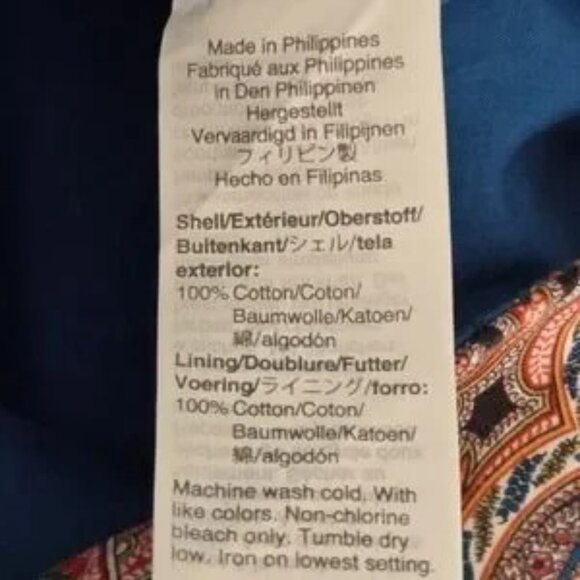 Made in Philippines
Fabriqué aux Philippines
in Den Philippinen
Hergestellt
Vervaardigd in Filipijnen
フィリピン製
Hecho en Filipinas
Shell/Extérieur/Oberstoff/
Buitenkant/シェル/tela
exterior:
100% Cotton/Coton/
Baumwolle/Katoen/
綿/algodón
Lining/Doublure/Futter/
Voering/ライニング/forro:
100% Cotton/Coton/
Baumwolle/Katoen/
綿/algodón
Machine wash cold. With
like colors. Non-chlorine
bleach only. Tumble dry
low. Iron on lowest setting.